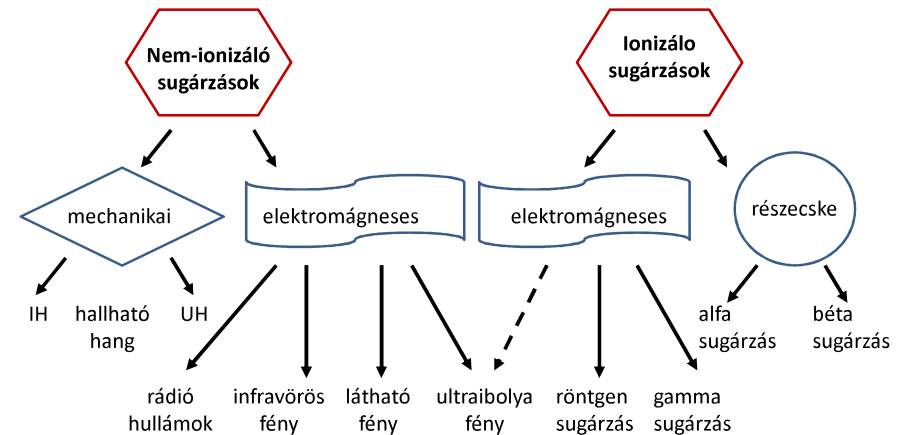 Nem-ionizáló
sugárzások
Ionizálo
sugárzások
mechanikai
elektromágneses
elektromágneses
részecske
IH
hallható
hang
UH
alfa
sugárzás
béta
sugárzás
rádió
hullámok
infravörös
fény
látható
fény
ultraibolya
fény
röntgen
sugárzás
gamma
sugárzás